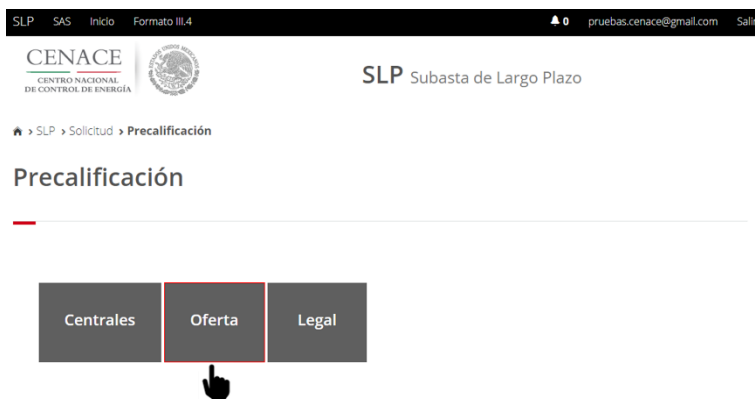 SLP SAS Inicio Formato III.4 0 pruebas.cenace@gmail.com Salir
CENACE
CENTRO NACIONAL
DE CONTROL DE ENERGÍA
SLP Subasta de Largo Plazo
› SLP › Solicitud › Precalificación
Precalificación
Centrales Oferta Legal